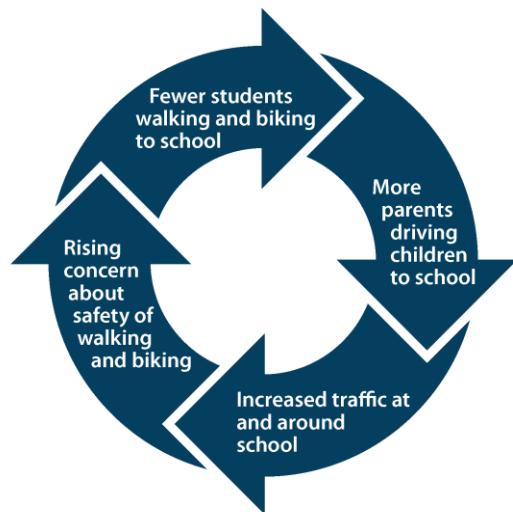 Fewer students
walking and biking
to school
More
parents
driving
children
to school
Increased traffic at
and around
school
Rising
concern
about
safety of
walking
and biking